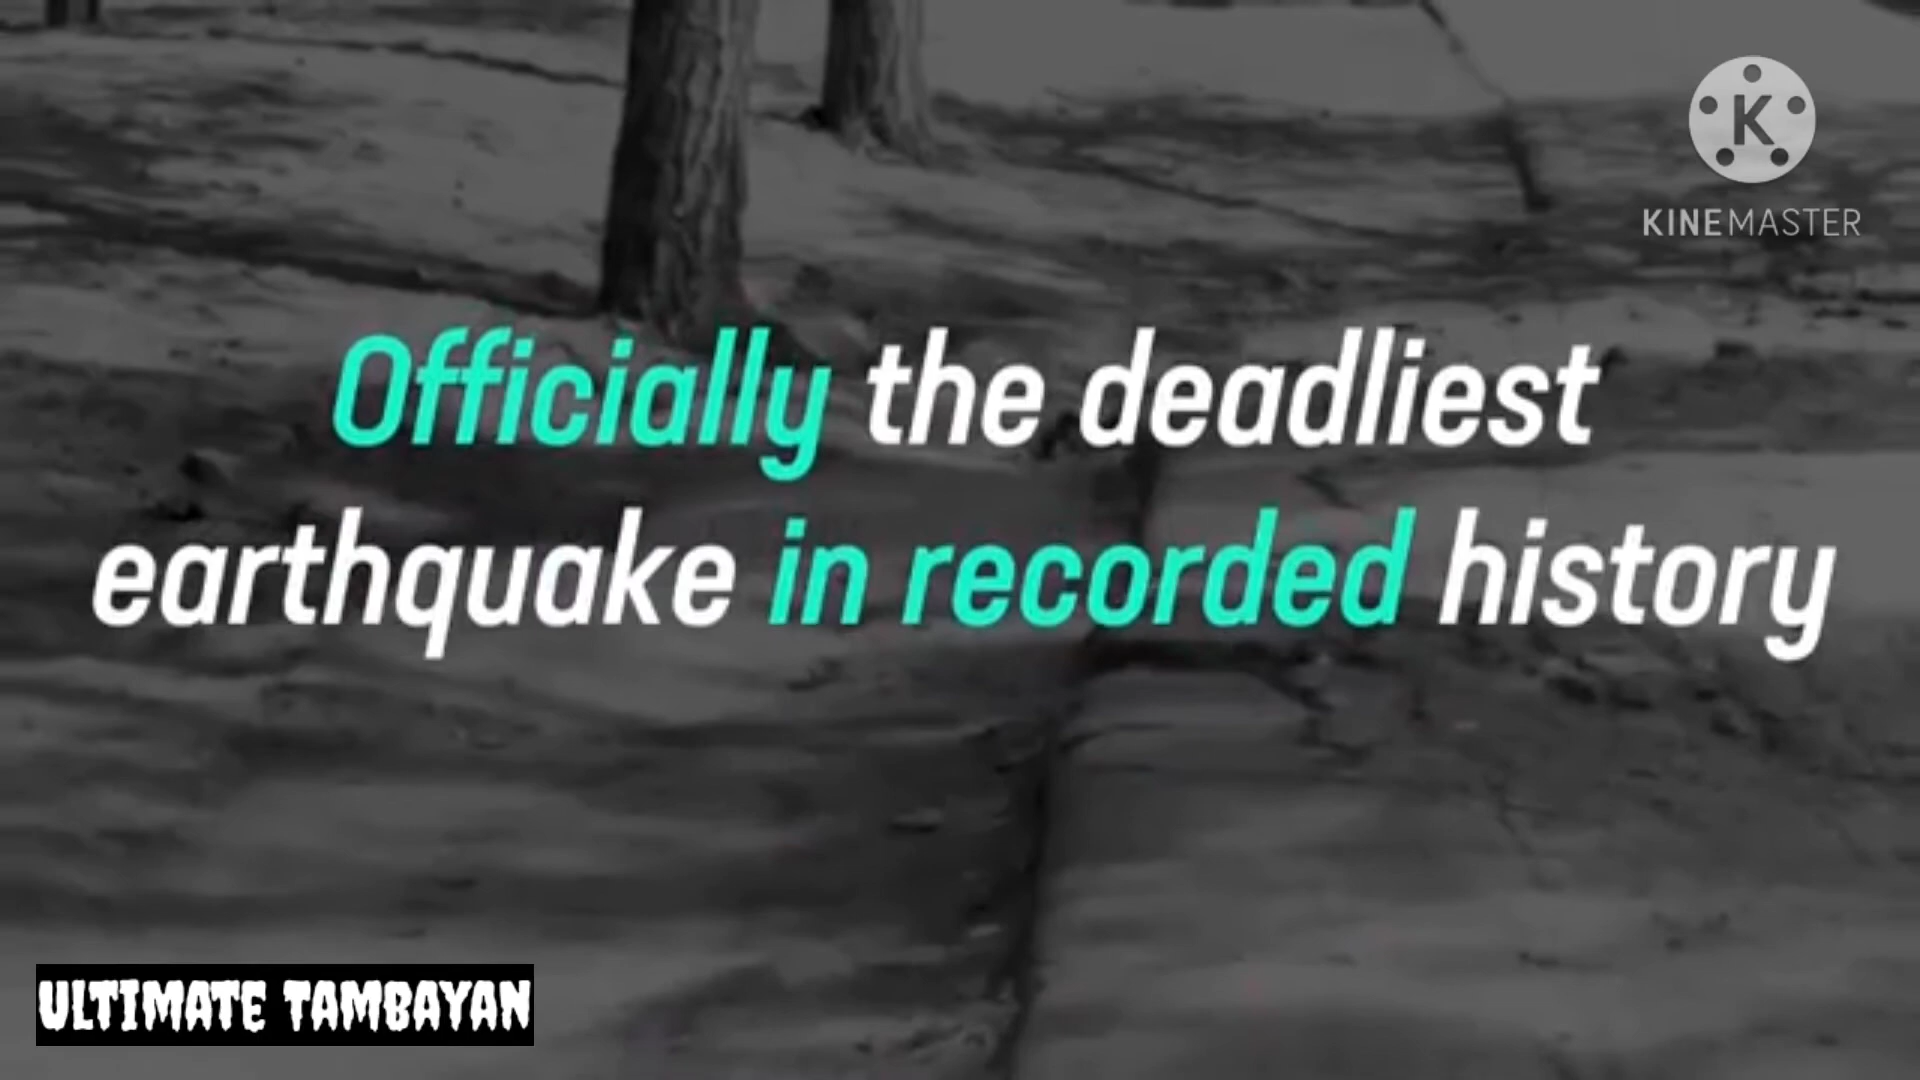 K
KINEMASTER
Officially the deadliest
earthquake in recorded history
ULTIMATE TAMBAYAN